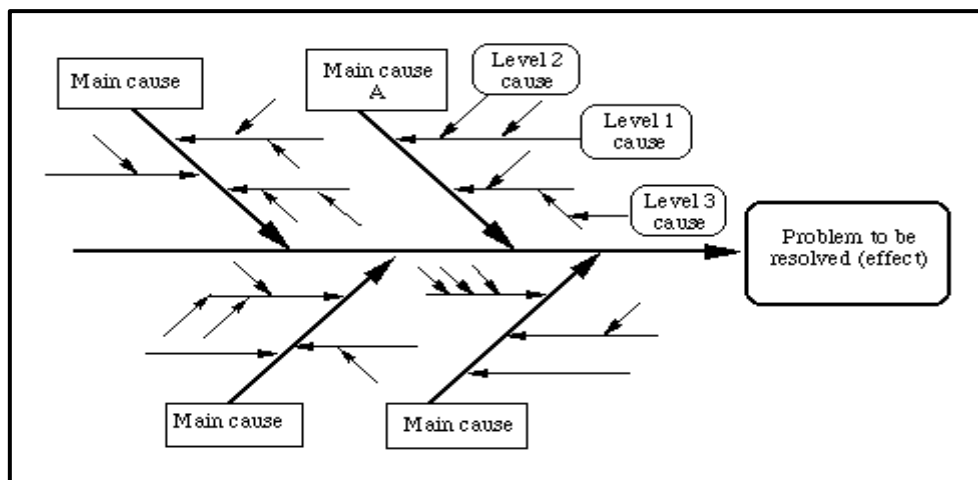 Main cause
Main cause
A
Level 2
cause
Level 1
cause
Level 3
cause
Problem to be
resolved (effect)
Main cause
Main cause